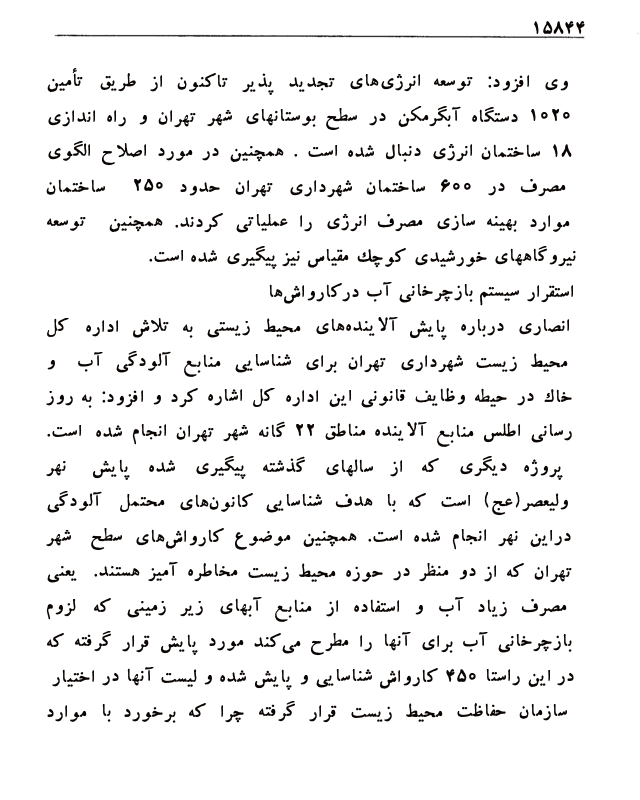 ۱۵۸۴۴
وی افزود: توسعه انرژی‌های تجدید پذیر تاکنون از طریق تأمین
۱۰۲۰ دستگاه آبگرمکن در سطح بوستانهای شهر تهران و راه اندازی
۱۸ ساختمان انرژی دنبال شده است . همچنین در مورد اصلاح الگوی
مصرف در ۶۰۰ ساختمان شهرداری تهران حدود ۲۵۰ ساختمان
موارد بهینه سازی مصرف انرژی را عملیاتی کردند. همچنین توسعه
نیروگاههای خورشیدی کوچك مقیاس نیز پیگیری شده است.
استقرار سیستم بازچرخانی آب درکارواش‌ها
انصاری درباره پایش آلاینده‌های محیط زیستی به تلاش اداره کل
محیط زیست شهرداری تهران برای شناسایی منابع آلودگی آب و
خاك در حیطه وظایف قانونی این اداره کل اشاره کرد و افزود: به روز
رسانی اطلس منابع آلاینده مناطق ۲۲ گانه شهر تهران انجام شده است.
پروژه دیگری که از سالهای گذشته پیگیری شده پایش نهر
ولیعصر(عج) است که با هدف شناسایی کانون‌های محتمل آلودگی
دراین نهر انجام شده است. همچنین موضوع کارواش‌های سطح شهر
تهران که از دو منظر در حوزه محیط زیست مخاطره آمیز هستند. یعنی
مصرف زیاد آب و استفاده از منابع آبهای زیر زمینی که لزوم
بازچرخانی آب برای آنها را مطرح می‌کند مورد پایش قرار گرفته که
در این راستا ۴۵۰ کارواش شناسایی و پایش شده و لیست آنها در اختیار
سازمان حفاظت محیط زیست قرار گرفته چرا که برخورد با موارد